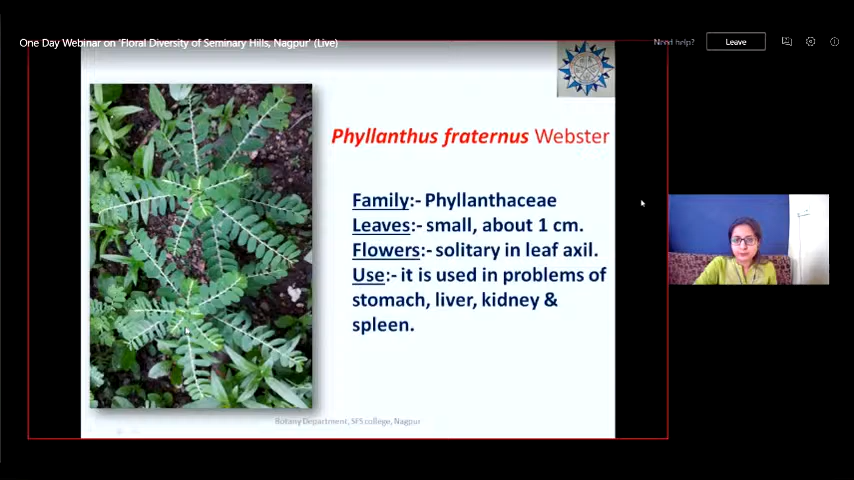 One Day Webinar on 'Floral Diversity of Seminary Hills, Nagpur' (Live)
Need help?
Leave
Phyllanthus fraternus Webster
Family:- Phyllanthaceae
Leaves:- small, about 1 cm.
Flowers:- solitary in leaf axil.
Use:- it is used in problems of
stomach, liver, kidney &
spleen.
Botany Department, SFS college, Nagpur